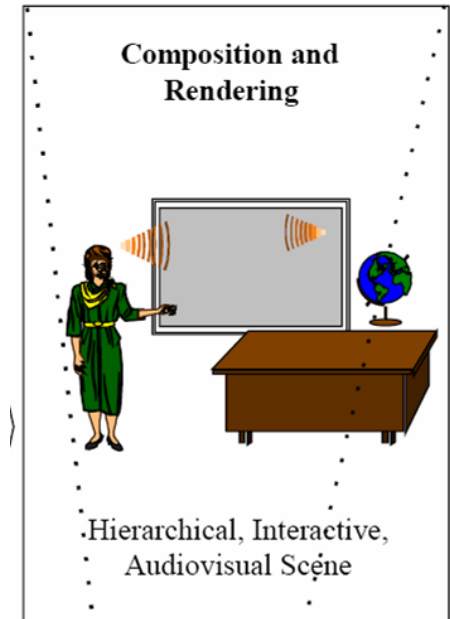 Composition and
Rendering
Hierarchical, Interactive,
Audiovisual Scene